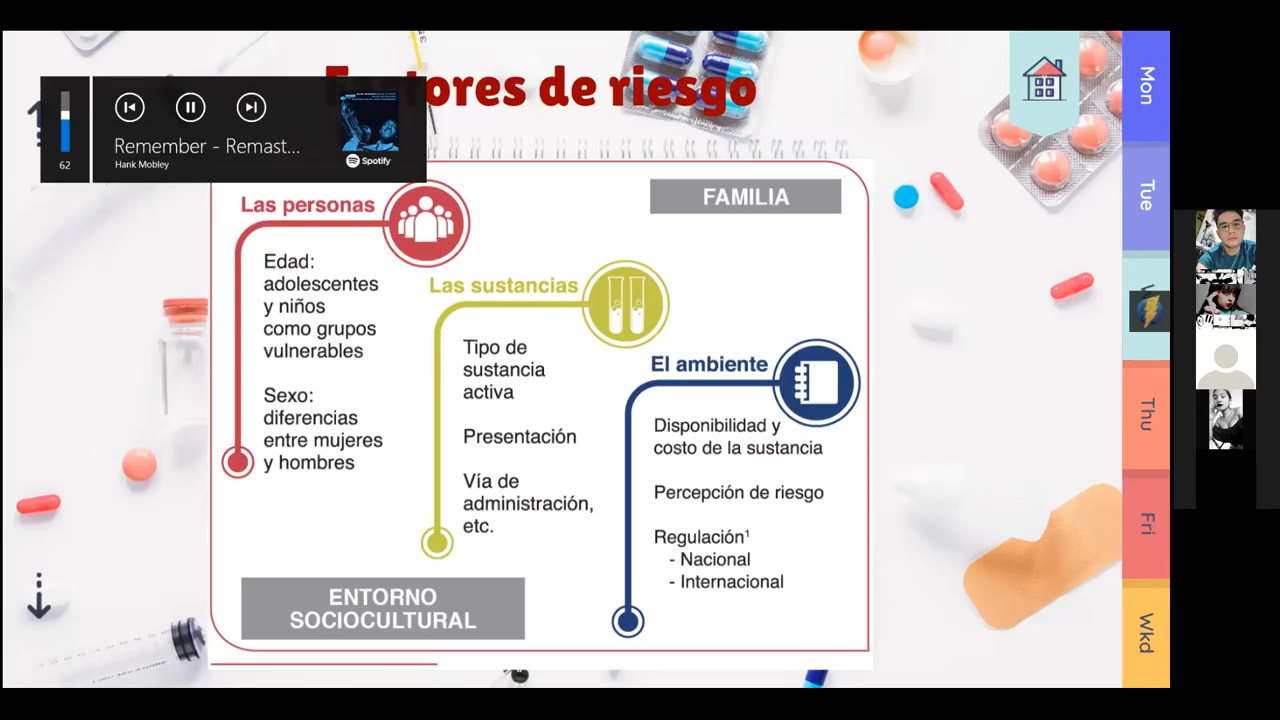 ores de riesgo
62
Remember - Remast...
Hank Mobley
Spotify
FAMILIA
Las personas
Edad:
adolescentes
y niños
como grupos
vulnerables
Sexo:
diferencias
entre mujeres
y hombres
Las sustancias
Tipo de
sustancia
activa
Presentación
Vía de
administración,
etc.
El ambiente
Disponibilidad y
costo de la sustancia
Percepción de riesgo
Regulación¹
- Nacional
- Internacional
ENTORNO
SOCIOCULTURAL
Mon
Tue
Thu
Fri
Wkd